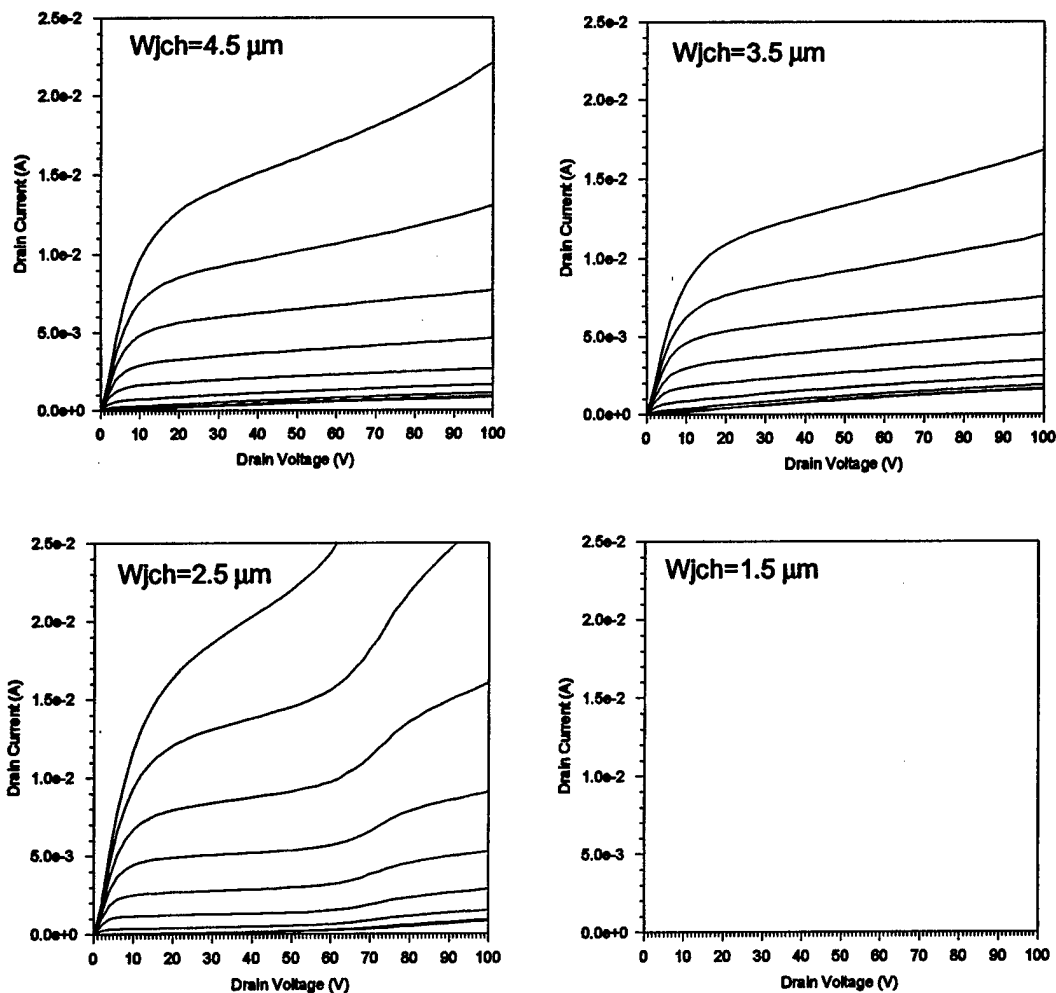 Wjch=4.5 µm
2.5e-2
2.0e-2
1.5e-2
1.0e-2
5.0e-3
0.0e+0
Drain Current (A)
0 10 20 30 40 50 60 70 80 90 100
Drain Voltage (V)
Wjch=3.5 µm
2.5e-2
2.0e-2
1.5e-2
1.0e-2
5.0e-3
0.0e+0
Drain Current (A)
0 10 20 30 40 50 60 70 80 90 100
Drain Voltage (V)
Wjch=2.5 µm
2.5e-2
2.0e-2
1.5e-2
1.0e-2
5.0e-3
0.0e+0
Drain Current (A)
0 10 20 30 40 50 60 70 80 90 100
Drain Voltage (V)
Wjch=1.5 µm
2.5e-2
2.0e-2
1.5e-2
1.0e-2
5.0e-3
0.0e+0
Drain Current (A)
0 10 20 30 40 50 60 70 80 90 100
Drain Voltage (V)